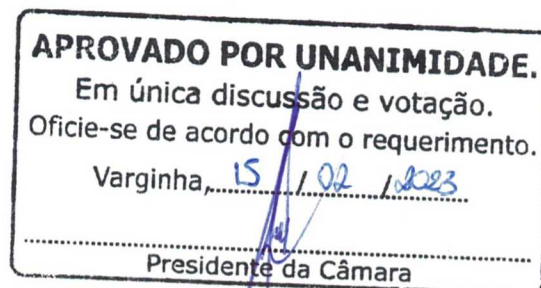 APROVADO POR UNANIMIDADE.
Em única discussão e votação.
Oficie-se de acordo com o requerimento.
Varginha, 15 / 02 / 2023
Presidente da Câmara